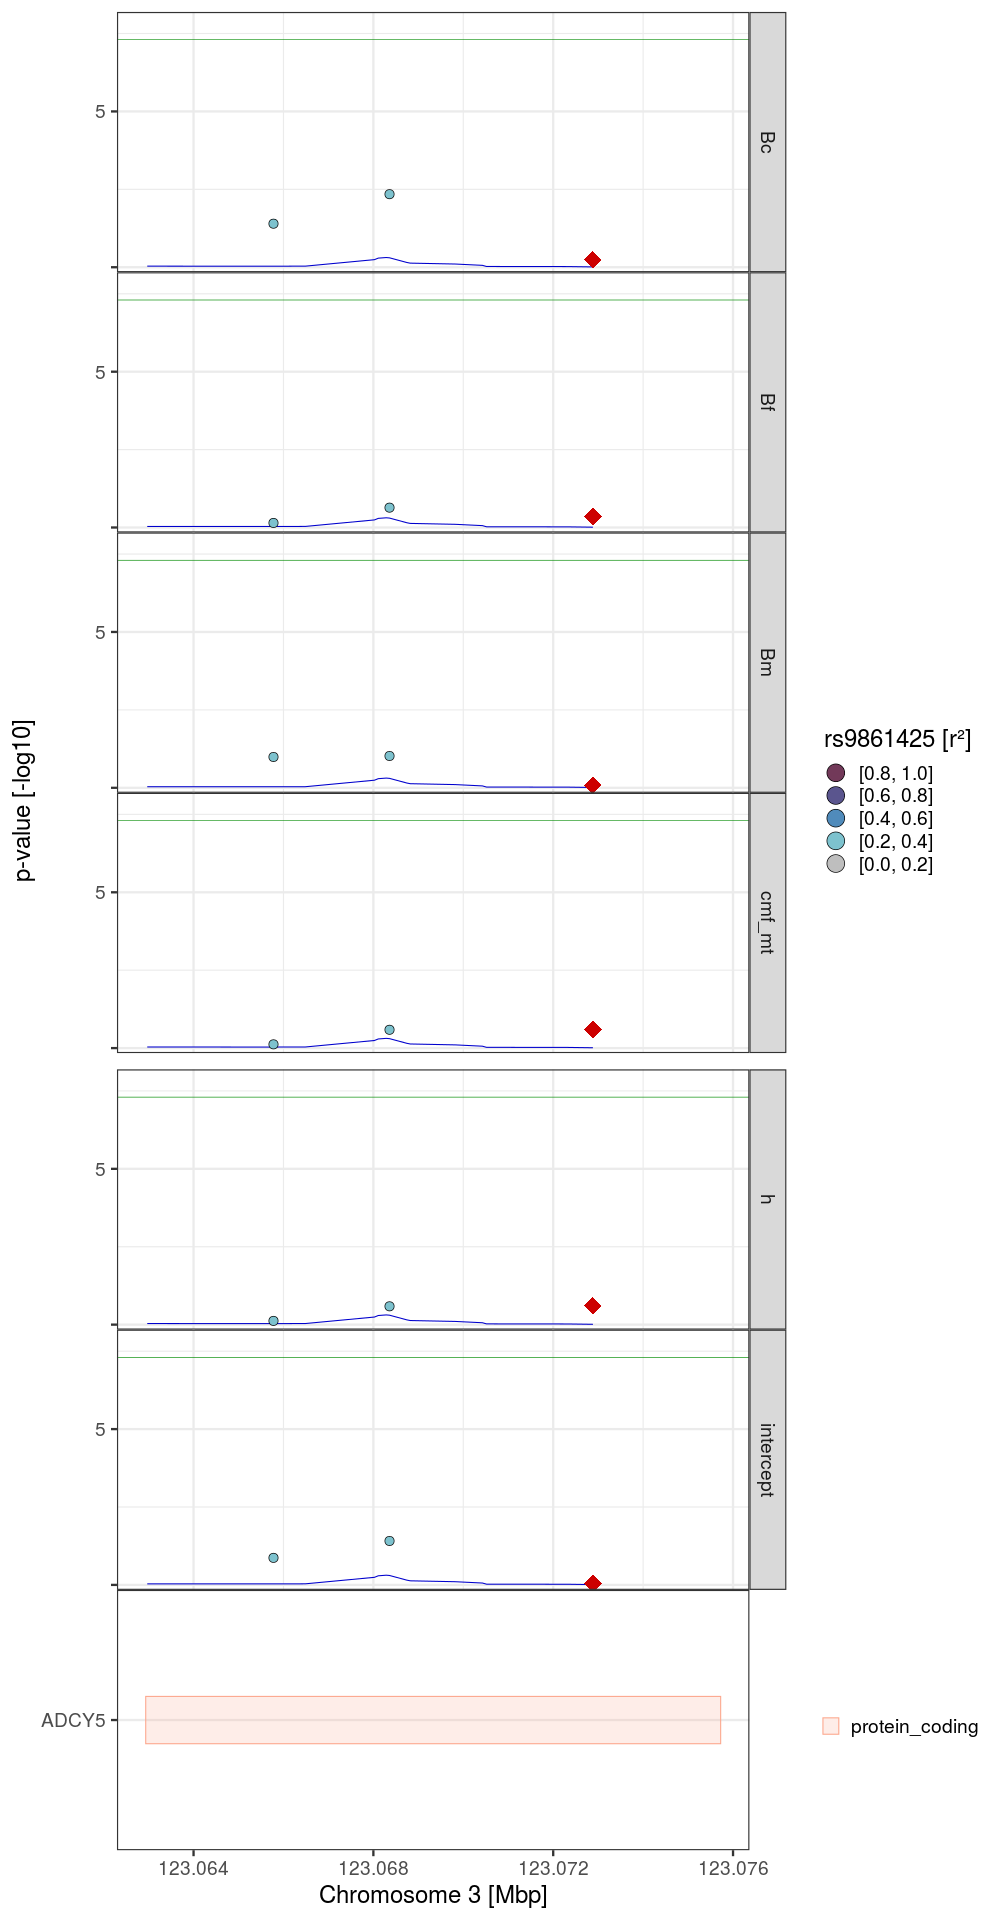 5
Bc
5
Bf
5
Bm
5
cmf_mt
5
h
5
intercept
p-value [-log10]
rs9861425 [r²]
[0.8, 1.0]
[0.6, 0.8]
[0.4, 0.6]
[0.2, 0.4]
[0.0, 0.2]
ADCY5
protein_coding
123.064 123.068 123.072 123.076
Chromosome 3 [Mbp]